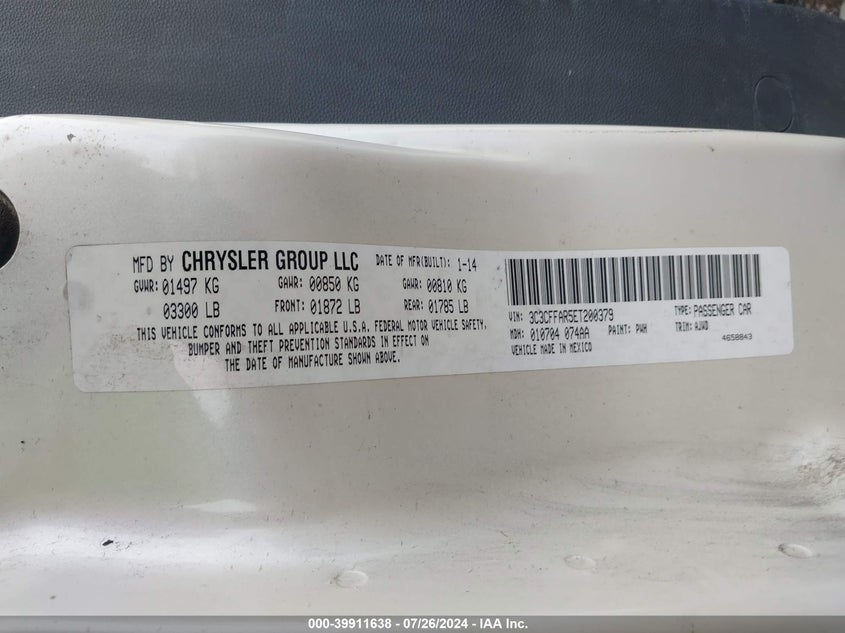 MFD BY CHRYSLER GROUP LLC DATE OF MFR(BUILT): 1-14
GVWR: 01497 KG GAWR: 00850 KG GAWR: 00810 KG
03300 LB FRONT: 01872 LB REAR: 01785 LB
THIS VEHICLE CONFORMS TO ALL APPLICABLE U.S.A. FEDERAL MOTOR VEHICLE SAFETY,
BUMPER AND THEFT PREVENTION STANDARDS IN EFFECT ON
THE DATE OF MANUFACTURE SHOWN ABOVE.
VIN: 3C3CFFAR5ET200379 TYPE: PASSENGER CAR
MDH: 010704 074AA PAINT: PWH TRIM: AJWD
VEHICLE MADE IN MEXICO 4658843
000-39911638 - 07/26/2024 - IAA Inc.